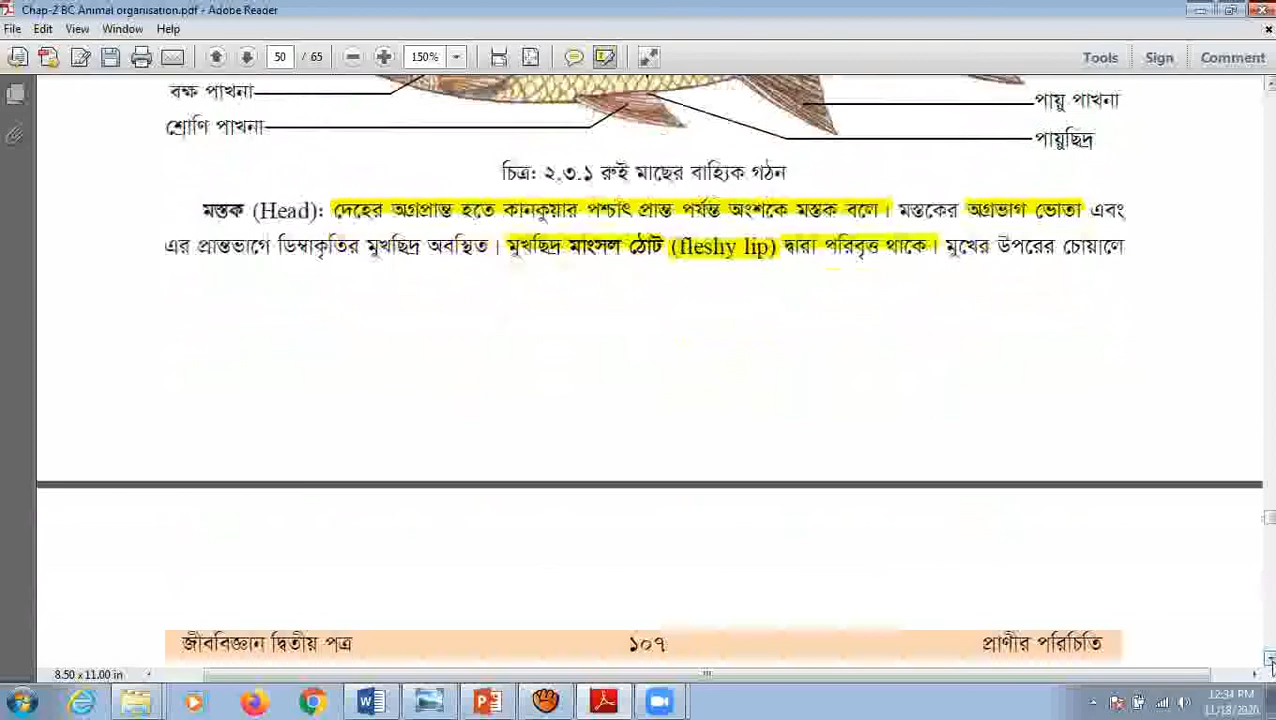 Chap-2 BC Animal organisation.pdf - Adobe Reader
File Edit View Window Help
50 / 65 150% Tools Sign Comment
বক্ষ পাখনা
পায়ু পাখনা
শ্রোণি পাখনা
পায়ুছিদ্র
চিত্র: ২.৩.১ রুই মাছের বাহ্যিক গঠন
মস্তক (Head): দেহের অগ্রপ্রান্ত হতে কানকুয়ার পশ্চাৎ প্রান্ত পর্যন্ত অংশকে মস্তক বলে। মস্তকের অগ্রভাগ ভোতা এবং
এর প্রান্তভাগে ডিম্বাকৃতির মুখছিদ্র অবস্থিত। মুখছিদ্র মাংসল ঠোট (fleshy lip) দ্বারা পরিবৃত্ত থাকে। মুখের উপরের চোয়াণে
জীববিজ্ঞান দ্বিতীয় পত্র ১০৭ প্রাণীর পরিচিতি
8.50 x 11.00 in
12:34 PM
11/18/2020